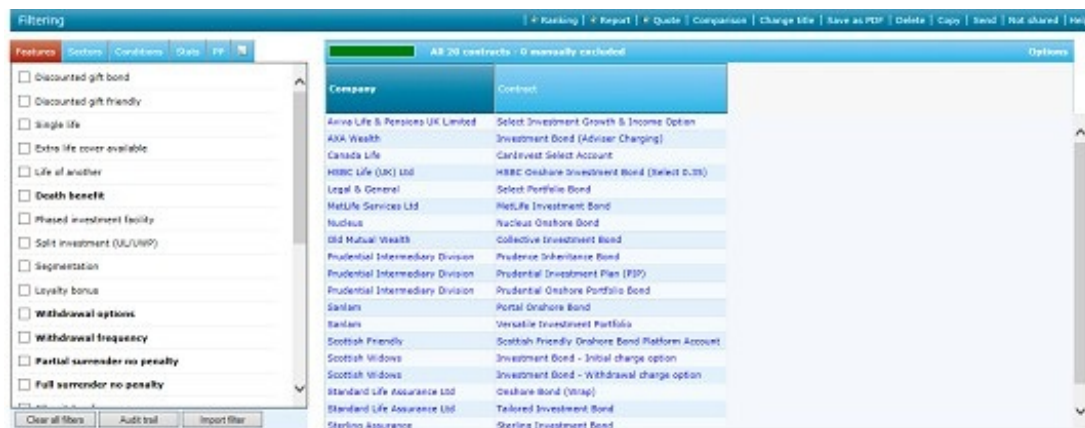 Filtering
Ranking | Report | Quote | Comparison | Change title | Save as PDF | Delete | Copy | Send | Not shared | Hel
Features Sectors Conditions Stats PP
All 20 contracts - 0 manually excluded Options
Discounted gift bond
Discounted gift friendly
Single life
Extra life cover available
Life of another
Death benefit
Phased investment facility
Split investment (UL/UWP)
Segmentation
Loyalty bonus
Withdrawal options
Withdrawal frequency
Partial surrender no penalty
Full surrender no penalty
Clear all filters Audit trail Import filter
Company Contract
Aviva Life & Pensions UK Limited Select Investment Growth & Income Option
AXA Wealth Investment Bond (Adviser Charging)
Canada Life CanInvest Select Account
HSBC Life (UK) Ltd HSBC Onshore Investment Bond (Select 0.35)
Legal & General Select Portfolio Bond
MetLife Services Ltd MetLife Investment Bond
Nucleus Nucleus Onshore Bond
Old Mutual Wealth Collective Investment Bond
Prudential Intermediary Division Prudence Inheritance Bond
Prudential Intermediary Division Prudential Investment Plan (PIP)
Prudential Intermediary Division Prudential Onshore Portfolio Bond
Sanlam Portal Onshore Bond
Sanlam Versatile Investment Portfolio
Scottish Friendly Scottish Friendly Onshore Bond Platform Account
Scottish Widows Investment Bond - Initial charge option
Scottish Widows Investment Bond - Withdrawal charge option
Standard Life Assurance Ltd Onshore Bond (Wrap)
Standard Life Assurance Ltd Tailored Investment Bond
Sterling Assurance Sterling Investment Bond